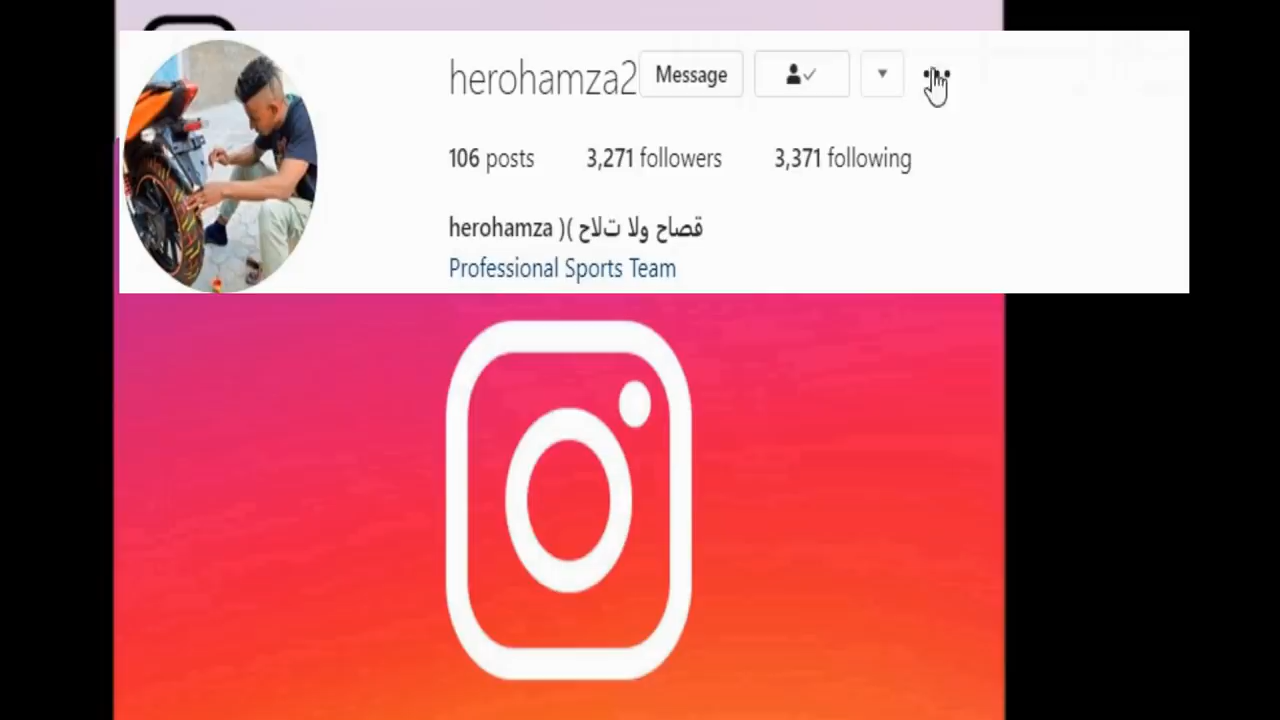 herohamza2 Message
106 posts 3,271 followers 3,371 following
herohamza )( قصاح ولا تلاح
Professional Sports Team